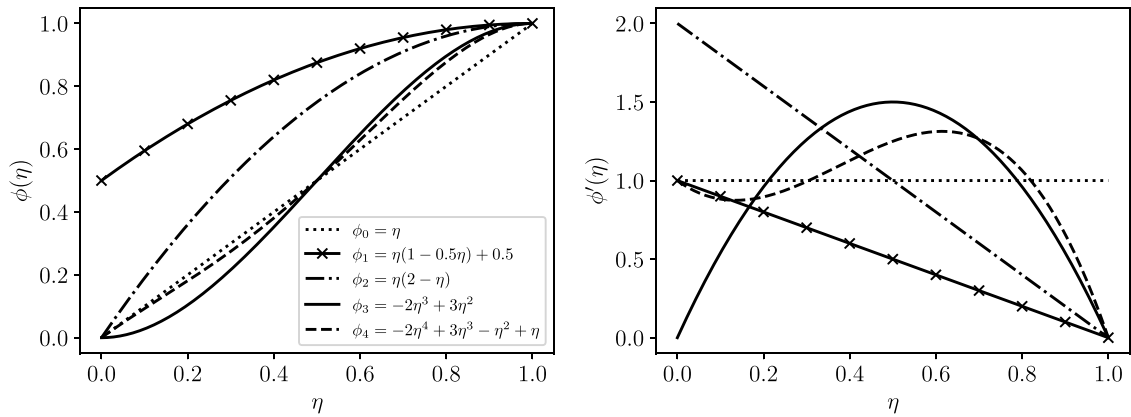 1.0
0.8
0.6
0.4
0.2
0.0
ϕ(η)
0.0 0.2 0.4 0.6 0.8 1.0
η
ϕ₀ = η
ϕ₁ = η(1 − 0.5η) + 0.5
ϕ₂ = η(2 − η)
ϕ₃ = −2η³ + 3η²
ϕ₄ = −2η⁴ + 3η³ − η² + η
2.0
1.5
1.0
0.5
0.0
ϕ′(η)
0.0 0.2 0.4 0.6 0.8 1.0
η